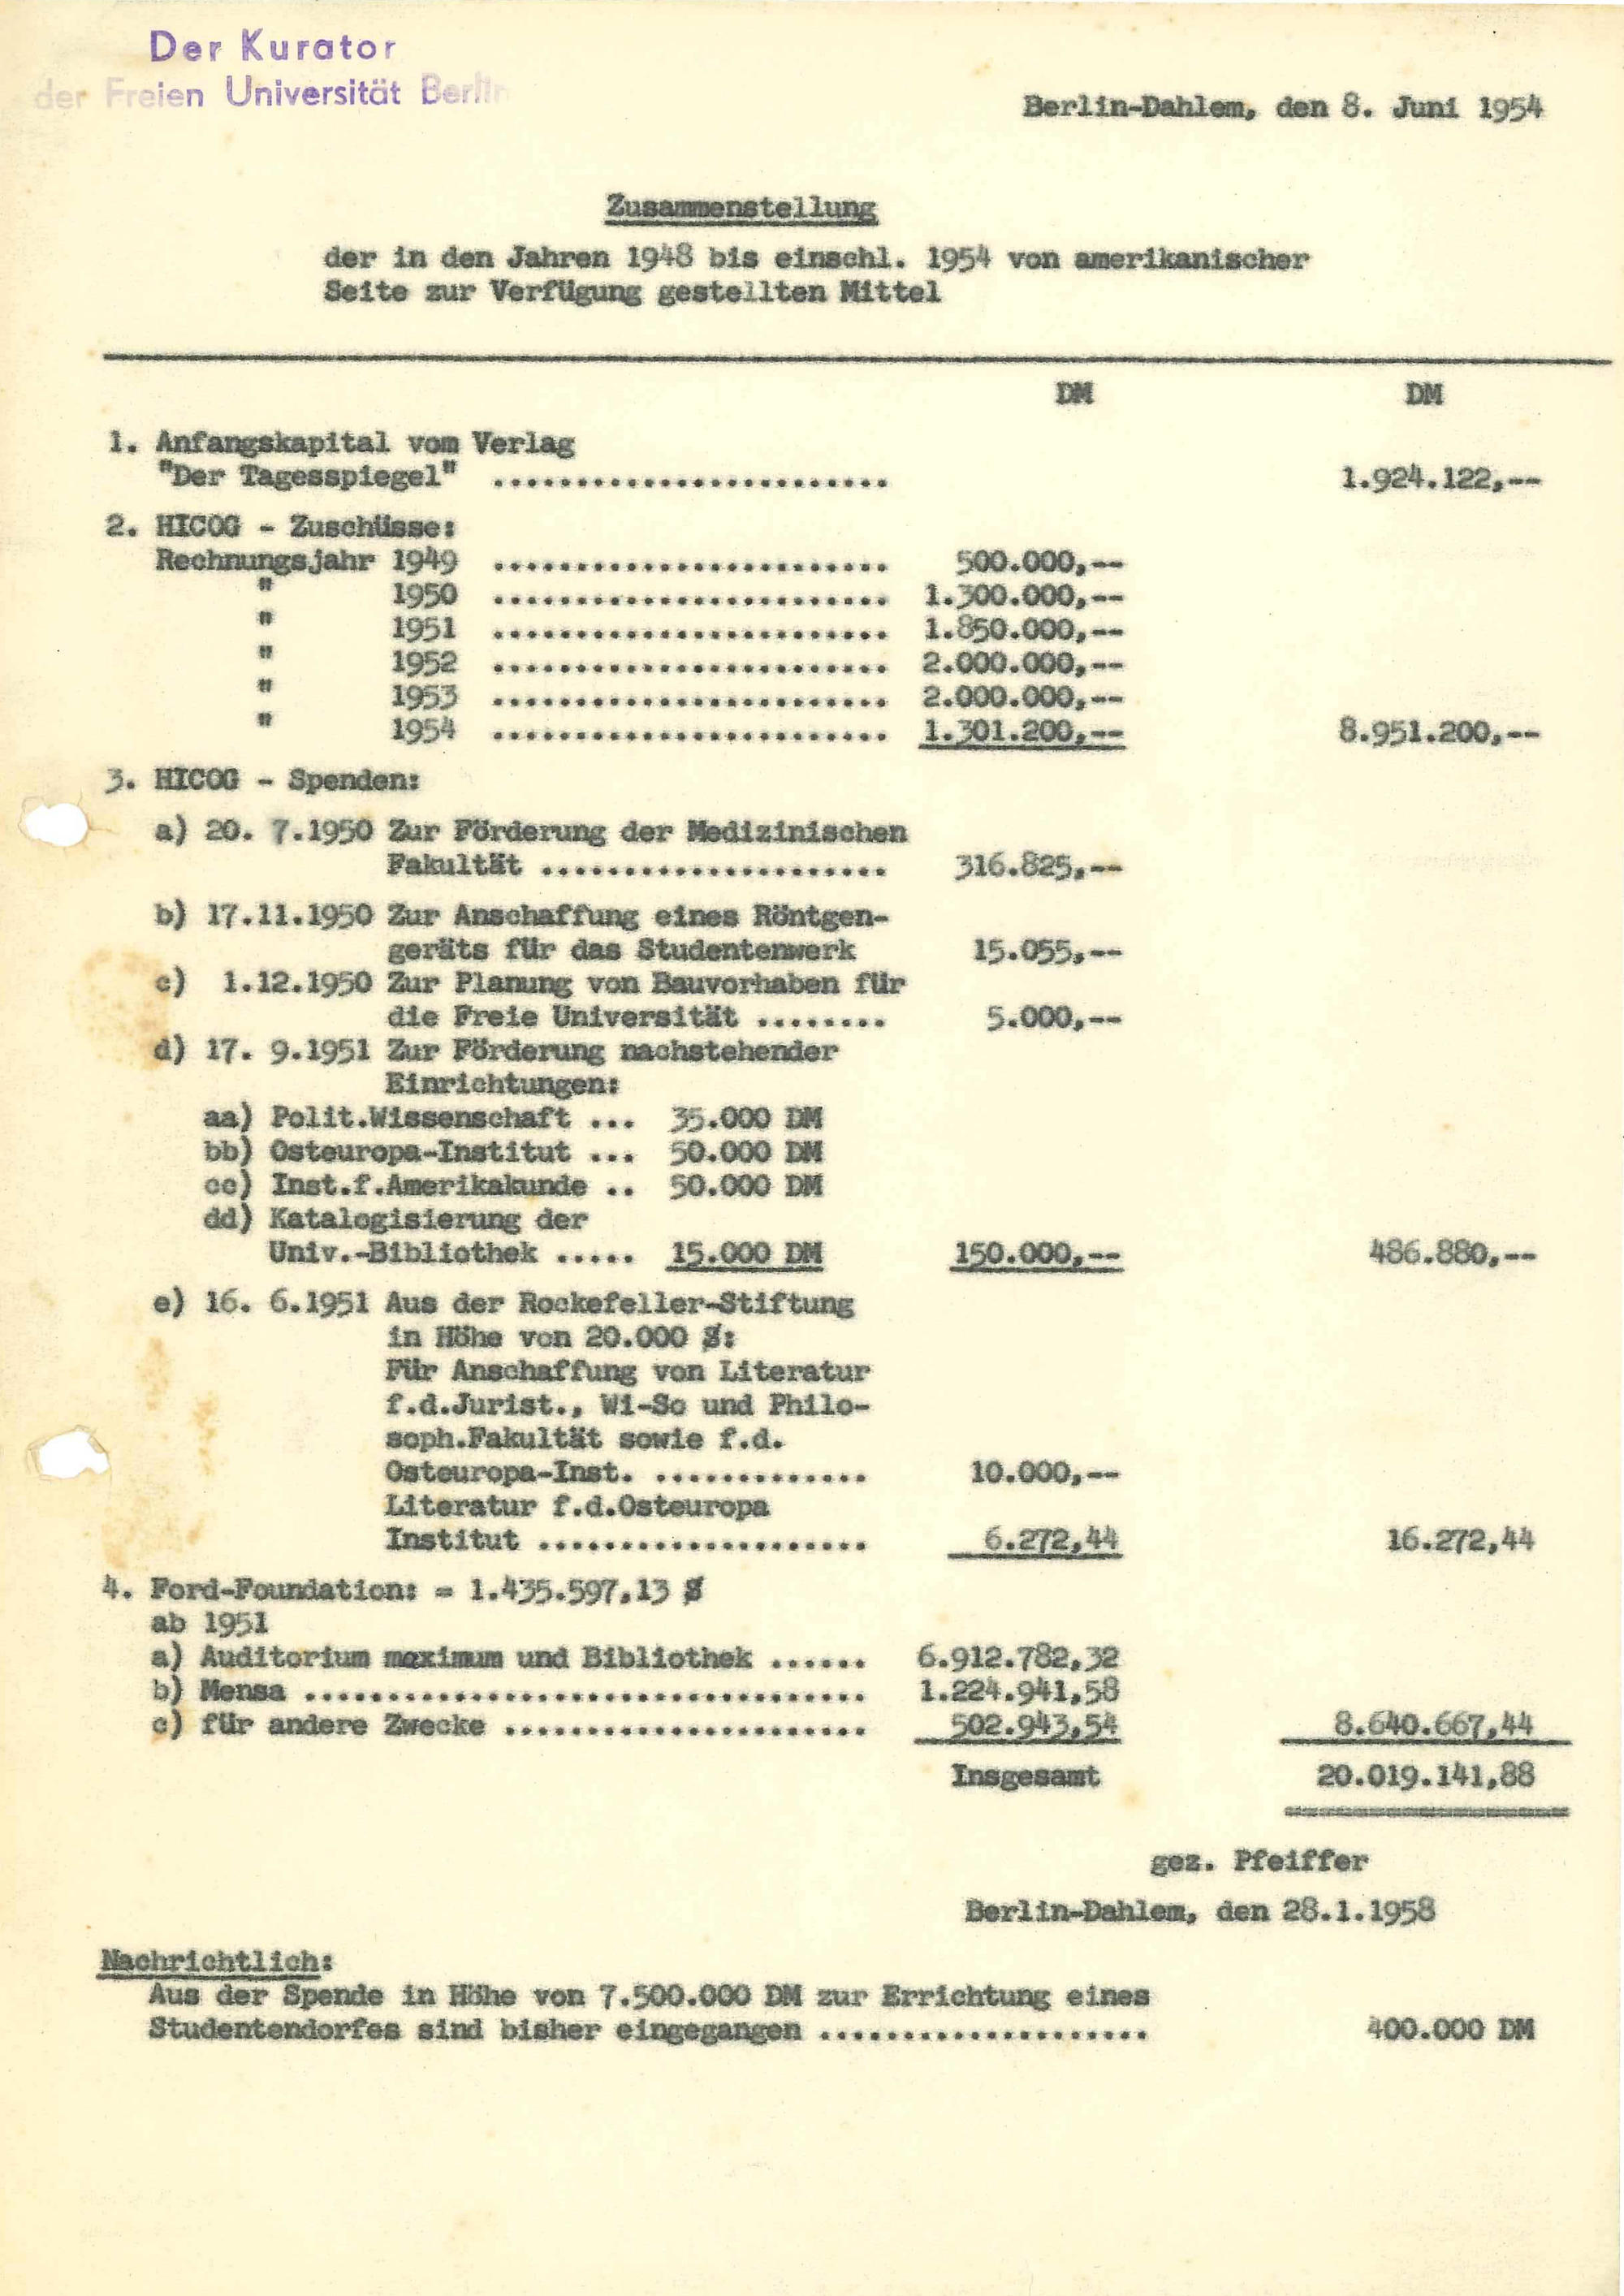 Der Kurator
der Freien Universität Berlin
Berlin-Dahlem, den 8. Juni 1954
Zusammenstellung
der in den Jahren 1948 bis einschl. 1954 von amerikanischer
Seite zur Verfügung gestellten Mittel
DM DM
1. Anfangskapital vom Verlag
"Der Tagesspiegel" ........................ 1.924.122,--
2. HICOG - Zuschüsse:
Rechnungsjahr 1949 ........................ 500.000,--
" 1950 ........................ 1.300.000,--
" 1951 ........................ 1.850.000,--
" 1952 ........................ 2.000.000,--
" 1953 ........................ 2.000.000,--
" 1954 ........................ 1.301.200,-- 8.951.200,--
3. HICOG - Spenden:
a) 20. 7.1950 Zur Förderung der Medizinischen
Fakultät ..................... 316.825,--
b) 17.11.1950 Zur Anschaffung eines Röntgen-
geräts für das Studentenwerk 15.055,--
c) 1.12.1950 Zur Planung von Bauvorhaben für
die Freie Universität ........ 5.000,--
d) 17. 9.1951 Zur Förderung nachstehender
Einrichtungen:
aa) Polit.Wissenschaft ... 35.000 DM
bb) Osteuropa-Institut ... 50.000 DM
cc) Inst.f.Amerikakunde .. 50.000 DM
dd) Katalogisierung der
Univ.-Bibliothek ..... 15.000 DM 150.000,-- 486.880,--
e) 16. 6.1951 Aus der Rockefeller-Stiftung
in Höhe von 20.000 $:
Für Anschaffung von Literatur
f.d.Jurist., Wi-So und Philo-
soph.Fakultät sowie f.d.
Osteuropa-Inst. ............. 10.000,--
Literatur f.d.Osteuropa
Institut .................... 6.272,44 16.272,44
4. Ford-Foundation: = 1.435.597,13 $
ab 1951
a) Auditorium maximum und Bibliothek ...... 6.912.782,32
b) Mensa .................................. 1.224.941,58
c) für andere Zwecke ...................... 502.943,54 8.640.667,44
Insgesamt 20.019.141,88
gez. Pfeiffer
Berlin-Dahlem, den 28.1.1958
Nachrichtlich:
Aus der Spende in Höhe von 7.500.000 DM zur Errichtung eines
Studentendorfes sind bisher eingegangen .................... 400.000 DM